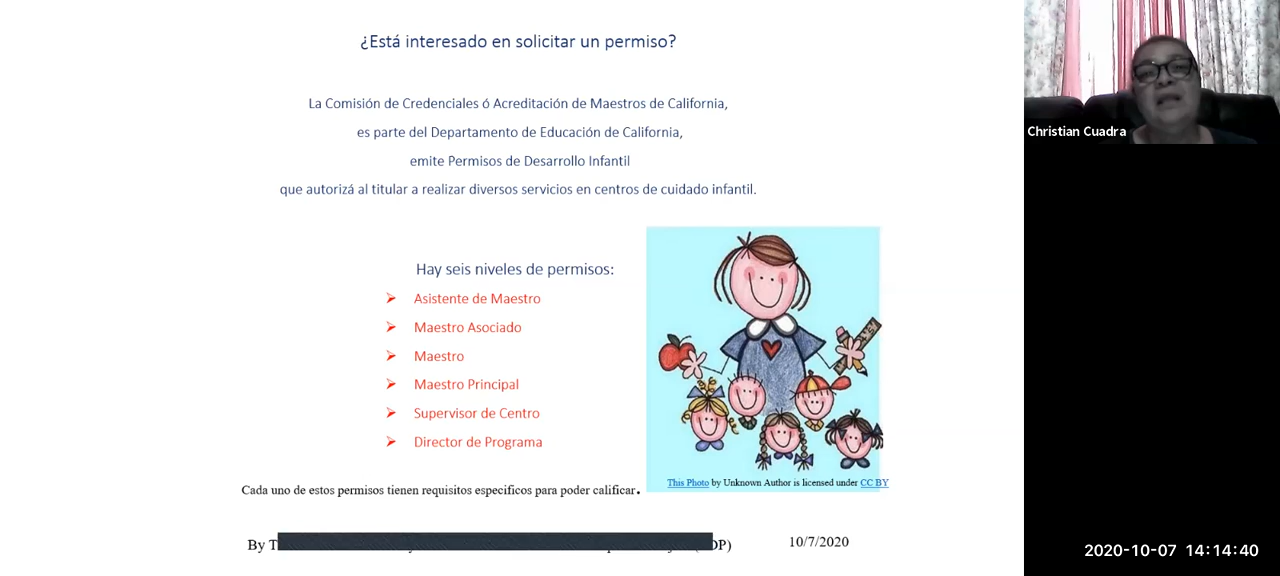 ¿Está interesado en solicitar un permiso?
La Comisión de Credenciales ó Acreditación de Maestros de California,
es parte del Departamento de Educación de California,
emite Permisos de Desarrollo Infantil
que autorizá al titular a realizar diversos servicios en centros de cuidado infantil.
Hay seis niveles de permisos:
Asistente de Maestro
Maestro Asociado
Maestro
Maestro Principal
Supervisor de Centro
Director de Programa
This Photo by Unknown Author is licensed under CC BY
Cada uno de estos permisos tienen requisitos especificos para poder calificar.
By
10/7/2020
Christian Cuadra
2020-10-07 14:14:40